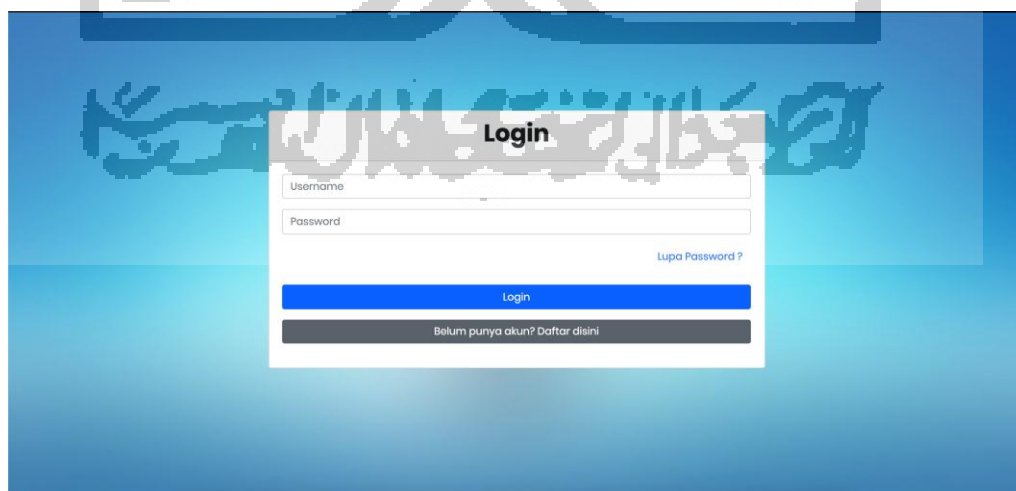 Login
Username
Password
Lupa Password ?
Login
Belum punya akun? Daftar disini